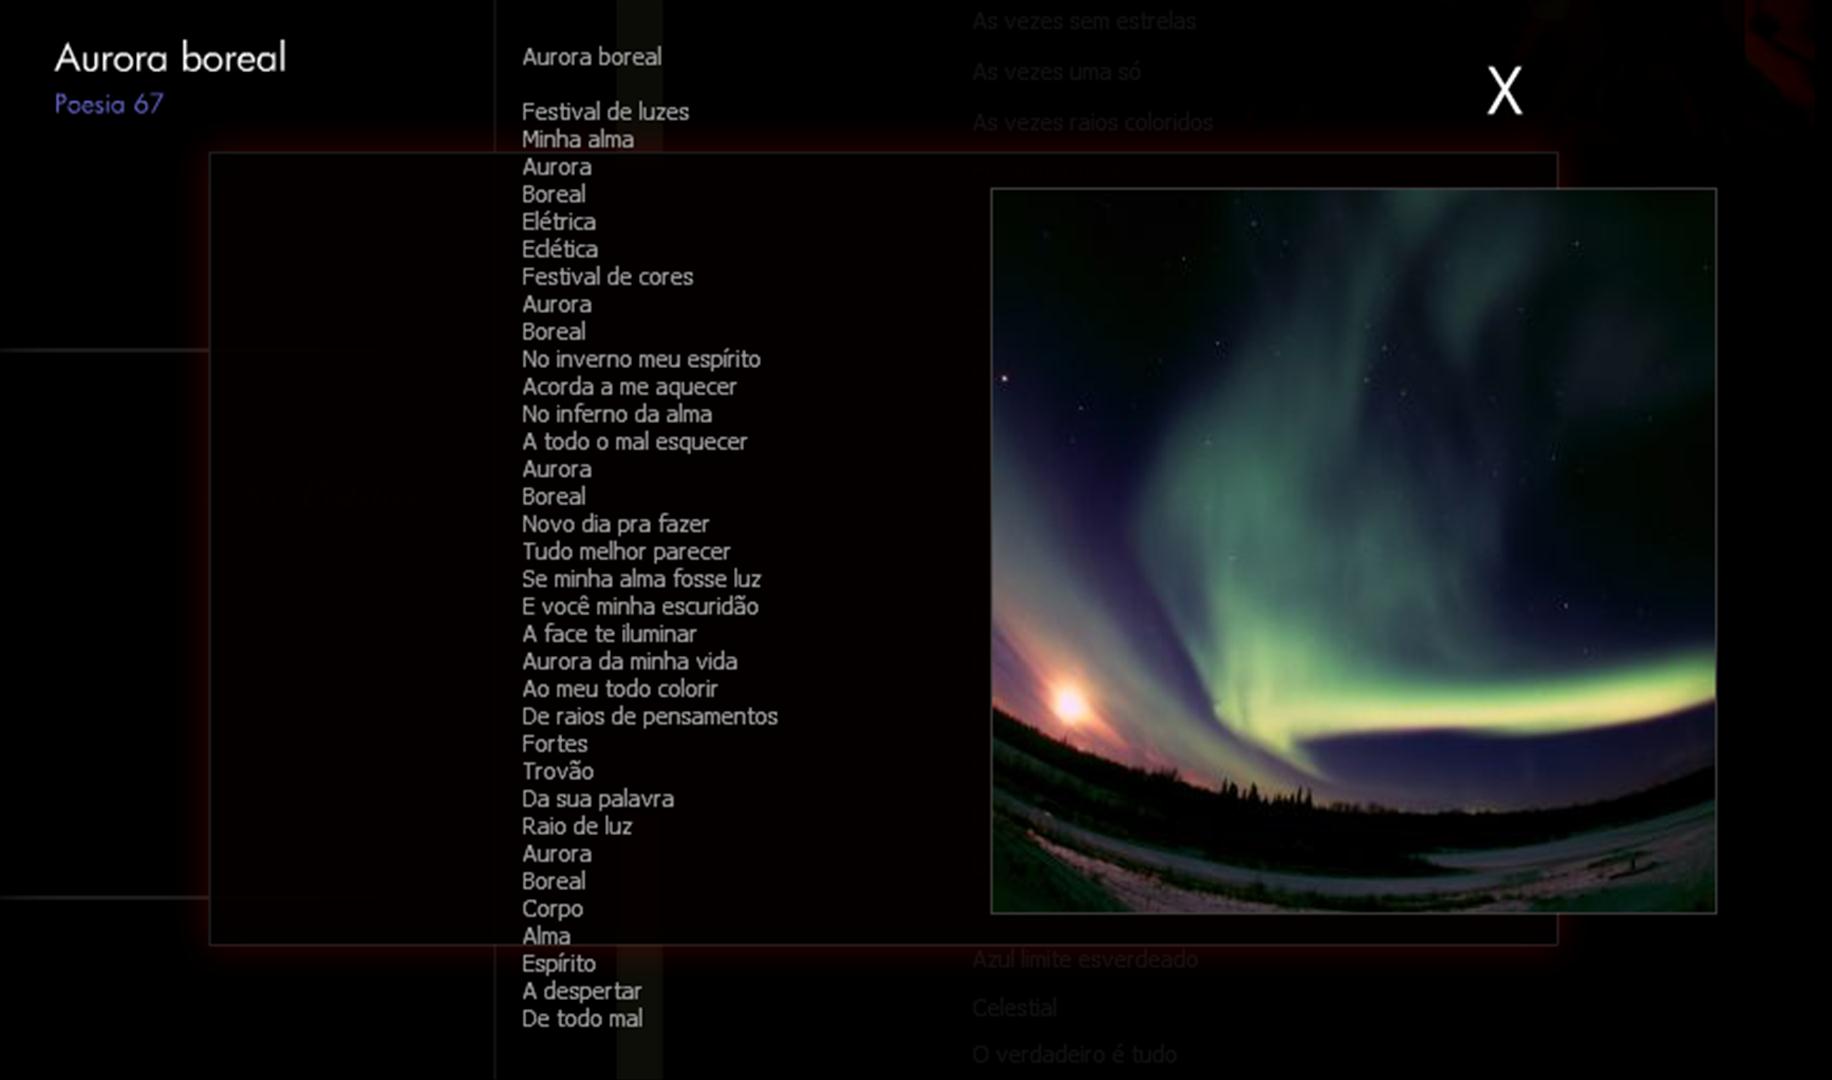 Aurora boreal
Poesia 67
Aurora boreal
Festival de luzes
Minha alma
Aurora
Boreal
Elétrica
Eclética
Festival de cores
Aurora
Boreal
No inverno meu espírito
Acorda a me aquecer
No inferno da alma
A todo o mal esquecer
Aurora
Boreal
Novo dia pra fazer
Tudo melhor parecer
Se minha alma fosse luz
E você minha escuridão
A face te iluminar
Aurora da minha vida
Ao meu todo colorir
De raios de pensamentos
Fortes
Trovão
Da sua palavra
Raio de luz
Aurora
Boreal
Corpo
Alma
Espírito
A despertar
De todo mal
As vezes sem estrelas
As vezes uma só
As vezes raios coloridos
X
Azul limite esverdeado
Celestial
O verdadeiro é tudo